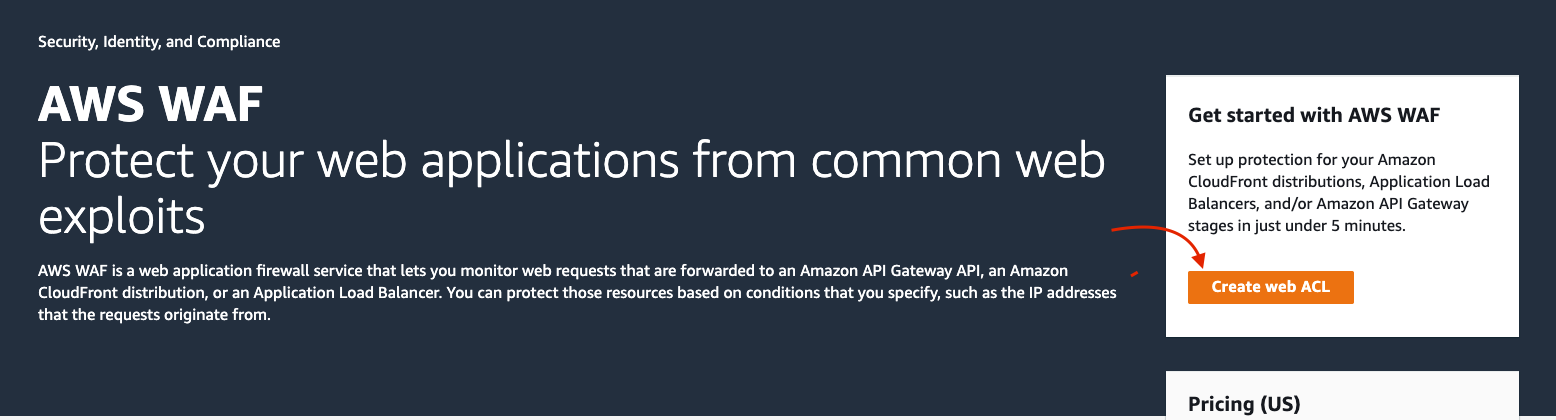 Security, Identity, and Compliance
AWS WAF
Protect your web applications from common web
exploits
AWS WAF is a web application firewall service that lets you monitor web requests that are forwarded to an Amazon API Gateway API, an Amazon
CloudFront distribution, or an Application Load Balancer. You can protect those resources based on conditions that you specify, such as the IP addresses
that the requests originate from.
Get started with AWS WAF
Set up protection for your Amazon
CloudFront distributions, Application Load
Balancers, and/or Amazon API Gateway
stages in just under 5 minutes.
Create web ACL
Pricing (US)